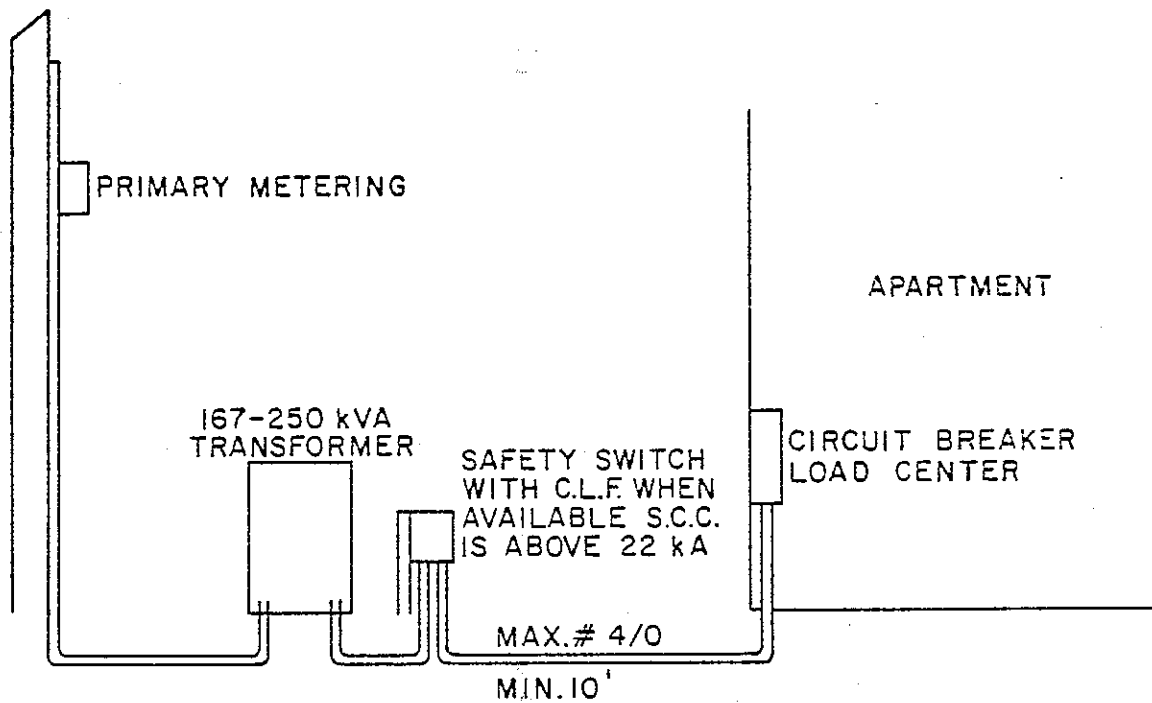 PRIMARY METERING
APARTMENT
167-250 kVA
TRANSFORMER
SAFETY SWITCH
WITH C.L.F. WHEN
AVAILABLE S.C.C.
IS ABOVE 22 kA
CIRCUIT BREAKER
LOAD CENTER
MAX.# 4/0
MIN.10'